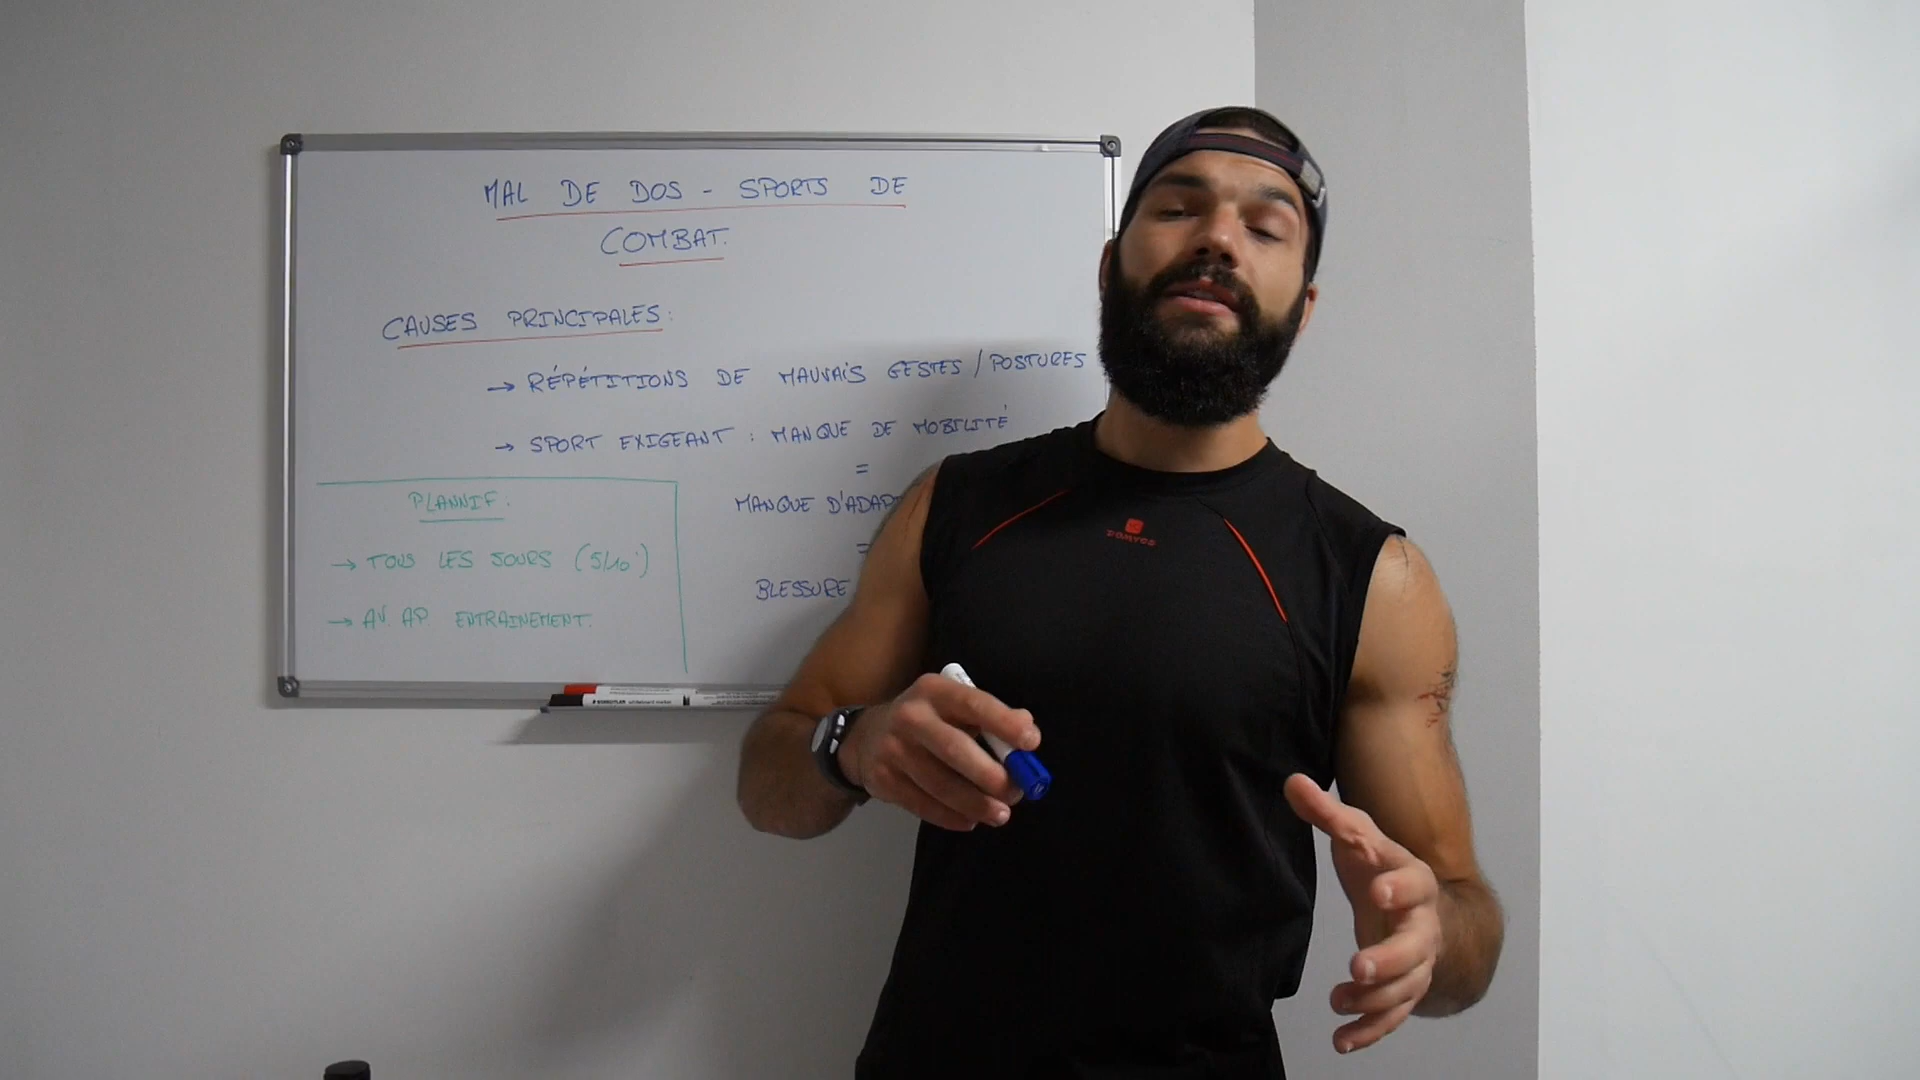 MAL DE DOS - SPORTS DE
COMBAT.
CAUSES PRINCIPALES:
→ RÉPÉTITIONS DE MAUVAIS GESTES / POSTURES
→ SPORT EXIGEANT : MANQUE DE MOBILITÉ
=
MANQUE D'ADAP
=
BLESSURE
PLANNIF:
→ TOUS LES JOURS (5/10')
→ AV. AP. ENTRAINEMENT.
DOMYOS